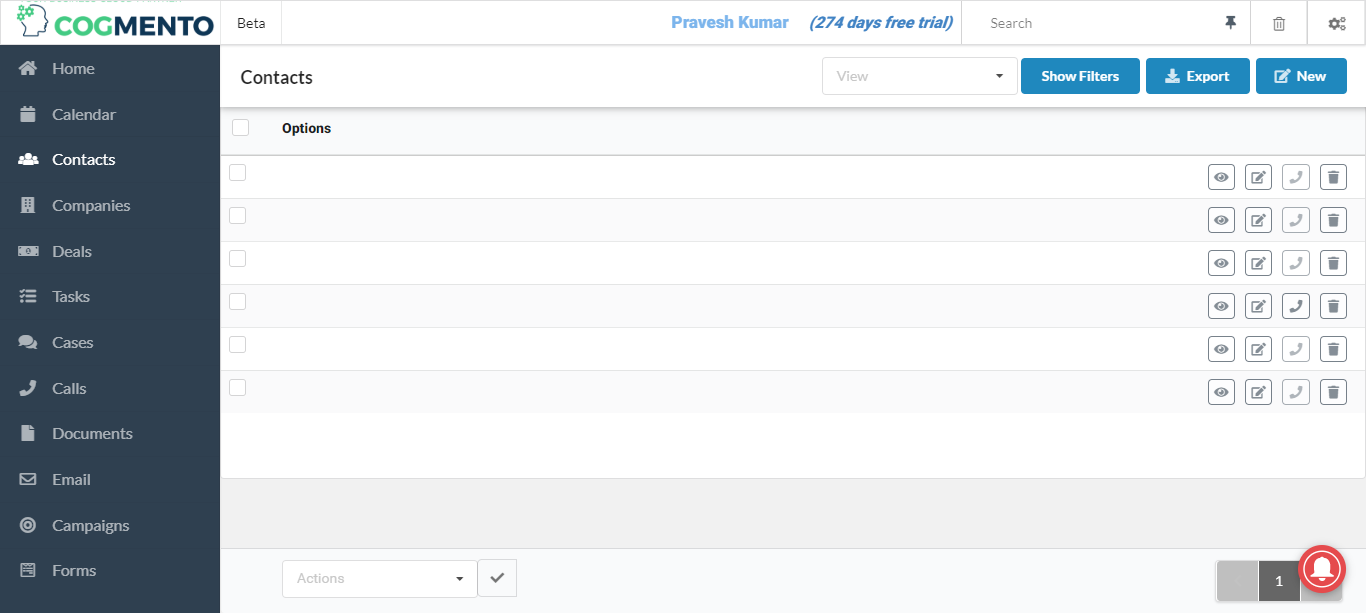 COGMENTO
Beta
Pravesh Kumar (274 days free trial)
Search
Home
Calendar
Contacts
Companies
Deals
Tasks
Cases
Calls
Documents
Email
Campaigns
Forms
Contacts
View
Show Filters
Export
New
Options
Actions
1